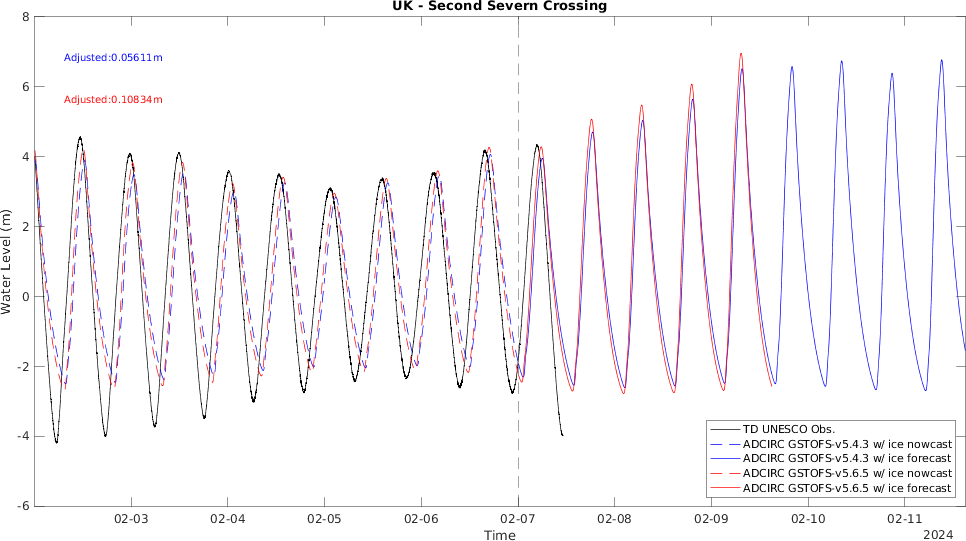 UK - Second Severn Crossing
8
6
4
2
0
-2
-4
-6
Water Level (m)
Adjusted:0.05611m
Adjusted:0.10834m
TD UNESCO Obs.
ADCIRC GSTOFS-v5.4.3 w/ ice nowcast
ADCIRC GSTOFS-v5.4.3 w/ ice forecast
ADCIRC GSTOFS-v5.6.5 w/ ice nowcast
ADCIRC GSTOFS-v5.6.5 w/ ice forecast
02-03 02-04 02-05 02-06 02-07 02-08 02-09 02-10 02-11
Time
2024